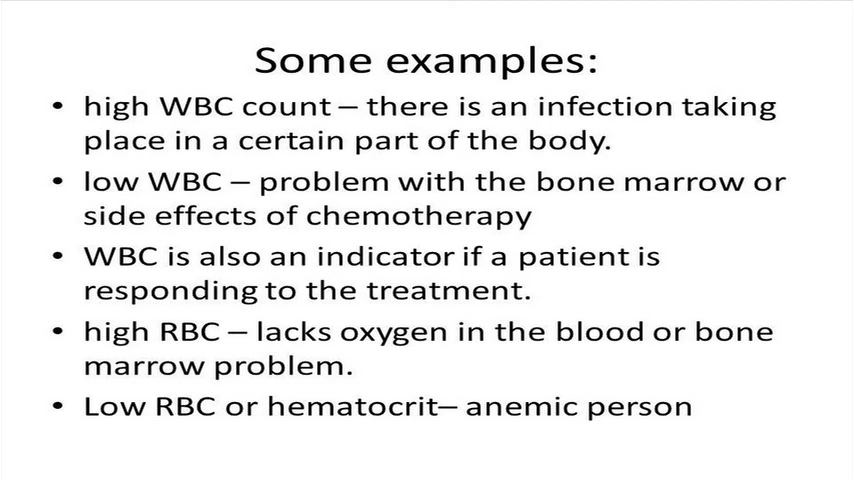 Some examples:
• high WBC count – there is an infection taking
place in a certain part of the body.
• low WBC – problem with the bone marrow or
side effects of chemotherapy
• WBC is also an indicator if a patient is
responding to the treatment.
• high RBC – lacks oxygen in the blood or bone
marrow problem.
• Low RBC or hematocrit– anemic person